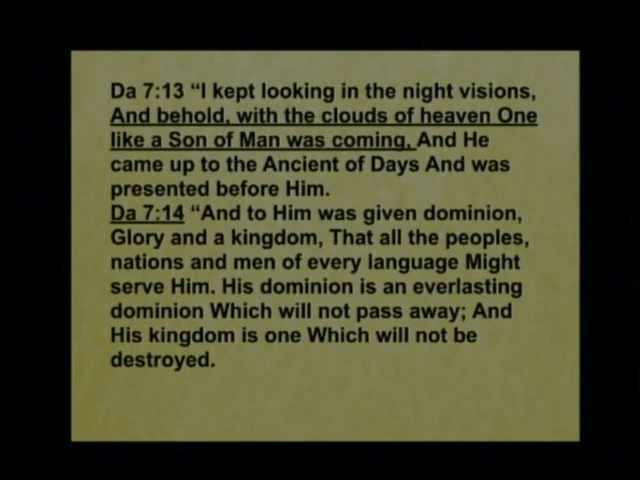 Da 7:13 “I kept looking in the night visions,
And behold, with the clouds of heaven One
like a Son of Man was coming, And He
came up to the Ancient of Days And was
presented before Him.
Da 7:14 “And to Him was given dominion,
Glory and a kingdom, That all the peoples,
nations and men of every language Might
serve Him. His dominion is an everlasting
dominion Which will not pass away; And
His kingdom is one Which will not be
destroyed.